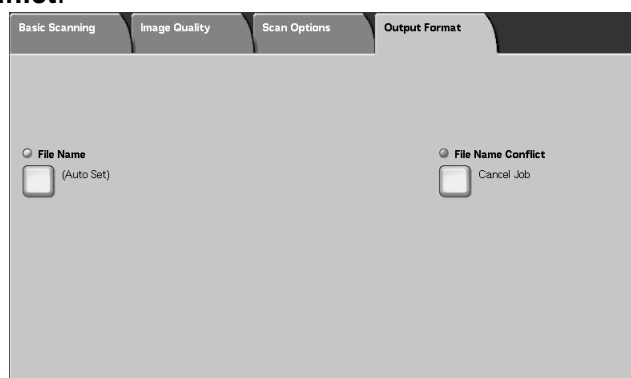 Basic Scanning Image Quality Scan Options Output Format
File Name File Name Conflict
(Auto Set) Cancel Job